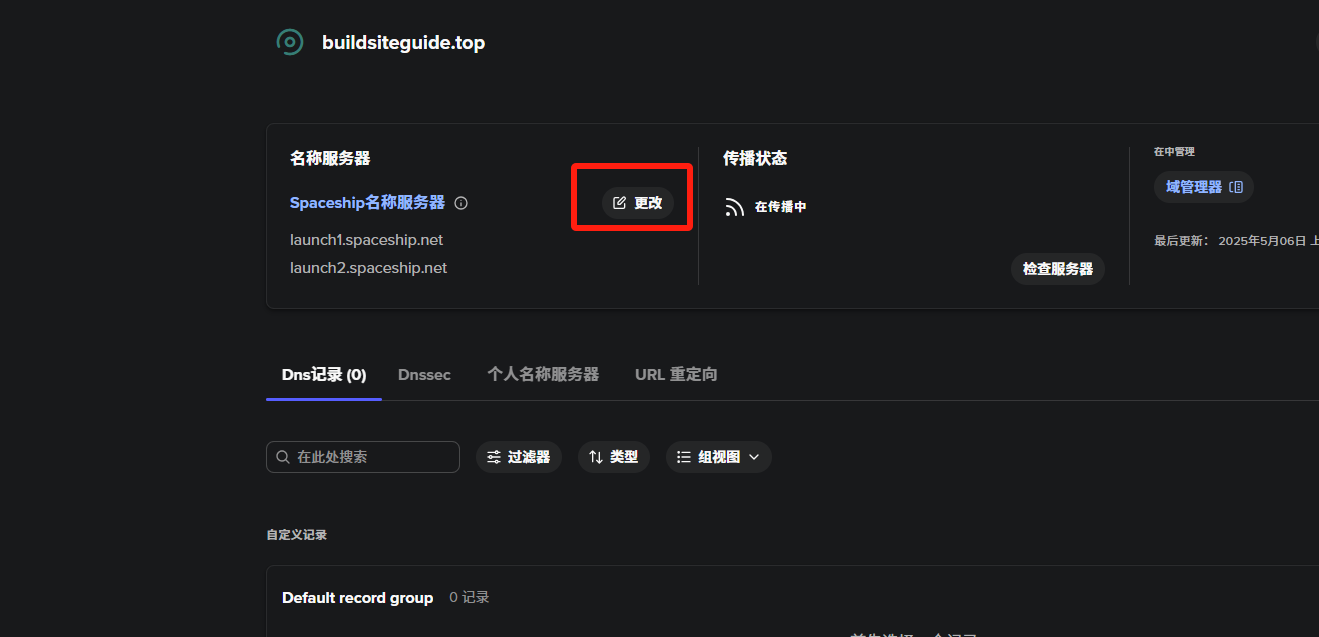 buildsiteguide.top
名称服务器
Spaceship名称服务器
更改
launch1.spaceship.net
launch2.spaceship.net
传播状态
在传播中
检查服务器
在中管理
域管理器
最后更新： 2025年5月06日 上
Dns记录 (0) Dnssec 个人名称服务器 URL 重定向
在此处搜索 过滤器 类型 组视图
自定义记录
Default record group 0 记录